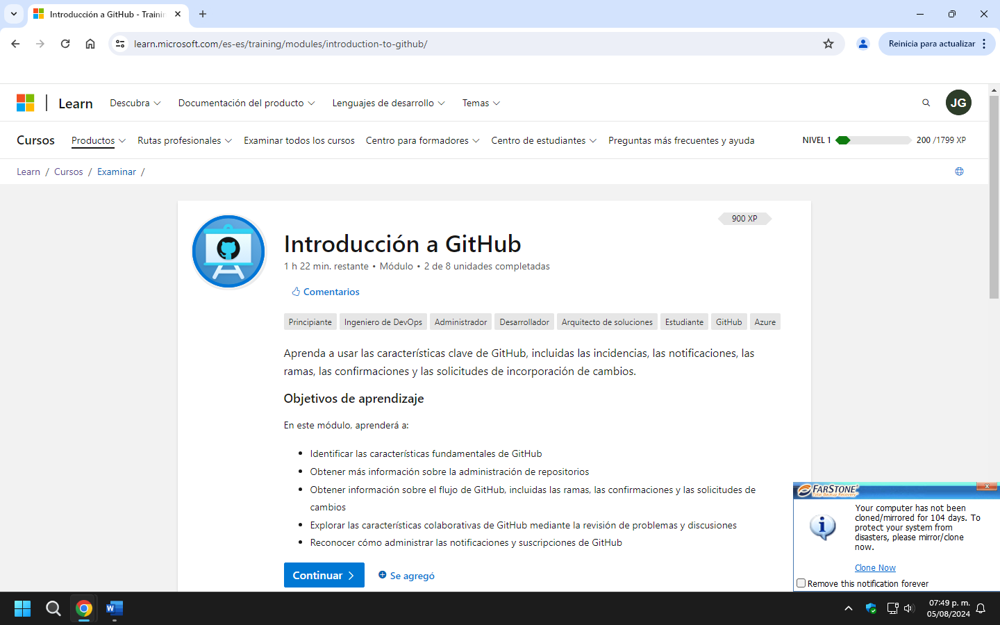 Introducción a GitHub - Trainin
learn.microsoft.com/es-es/training/modules/introduction-to-github/
Reinicia para actualizar
Learn
Descubra
Documentación del producto
Lenguajes de desarrollo
Temas
JG
Cursos
Productos
Rutas profesionales
Examinar todos los cursos
Centro para formadores
Centro de estudiantes
Preguntas más frecuentes y ayuda
NIVEL 1
200 /1799 XP
Learn / Cursos / Examinar /
900 XP
Introducción a GitHub
1 h 22 min. restante • Módulo • 2 de 8 unidades completadas
Comentarios
Principiante
Ingeniero de DevOps
Administrador
Desarrollador
Arquitecto de soluciones
Estudiante
GitHub
Azure
Aprenda a usar las características clave de GitHub, incluidas las incidencias, las notificaciones, las
ramas, las confirmaciones y las solicitudes de incorporación de cambios.
Objetivos de aprendizaje
En este módulo, aprenderá a:
• Identificar las características fundamentales de GitHub
• Obtener más información sobre la administración de repositorios
• Obtener información sobre el flujo de GitHub, incluidas las ramas, las confirmaciones y las solicitudes de
cambios
• Explorar las características colaborativas de GitHub mediante la revisión de problemas y discusiones
• Reconocer cómo administrar las notificaciones y suscripciones de GitHub
Continuar
Se agregó
FARSTONE
Total Backup Recovery
Your computer has not been
cloned/mirrored for 104 days. To
protect your system from
disasters, please mirror/clone
now.
Clone Now
Remove this notification forever
07:49 p. m.
05/08/2024